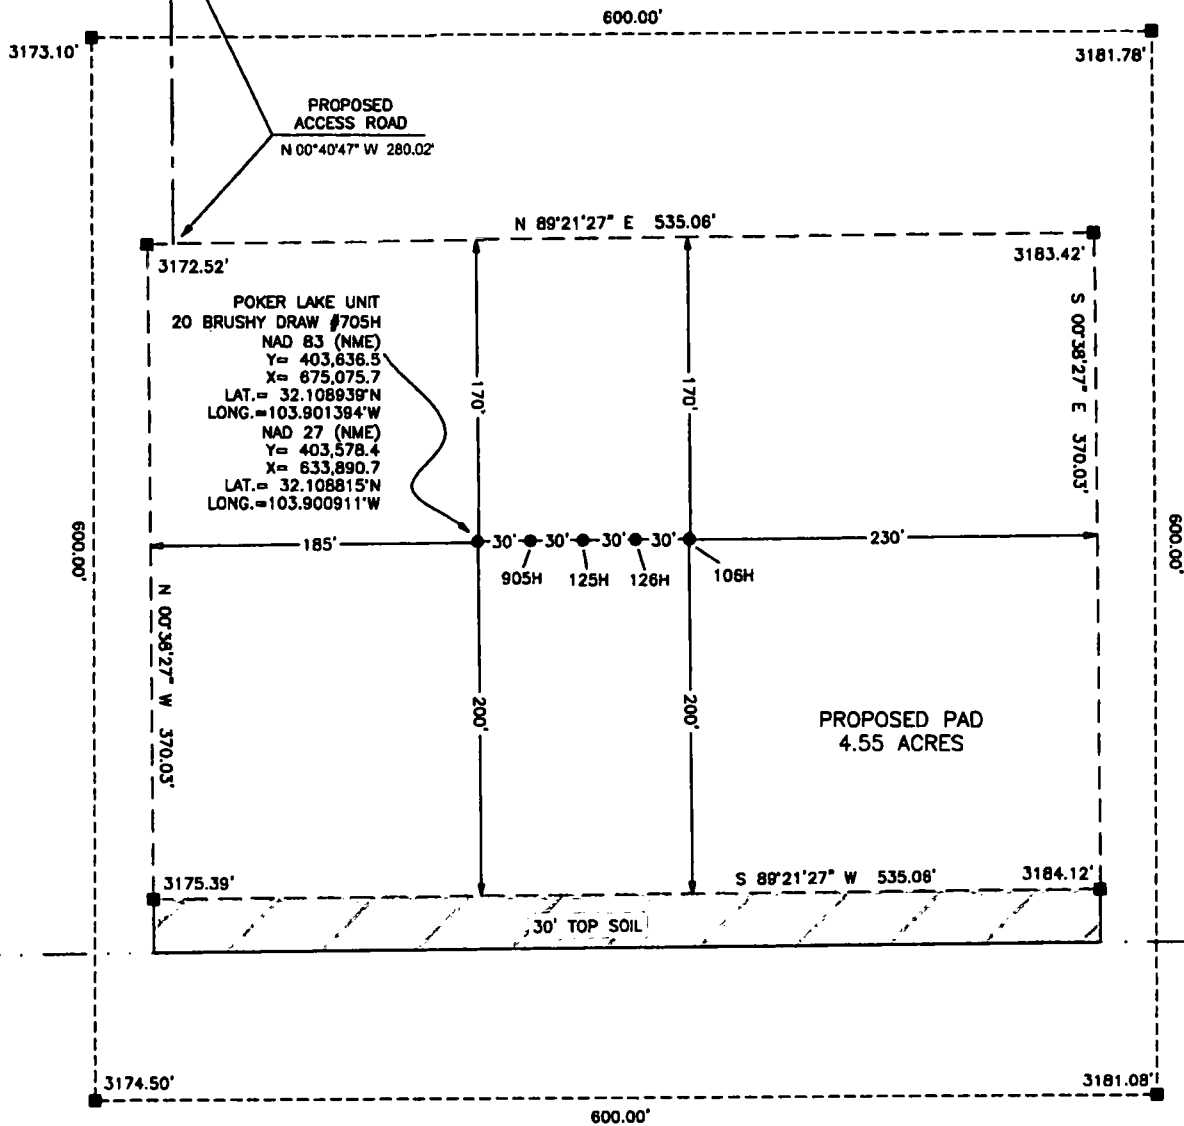 600.00'
3173.10'
3181.78'
PROPOSED
ACCESS ROAD
N 00°40'47" W 280.02'
N 89°21'27" E 535.06'
3172.52'
3183.42'
POKER LAKE UNIT
20 BRUSHY DRAW #705H
NAD 83 (NME)
Y= 403,636.5
X= 675,075.7
LAT.= 32.108939°N
LONG.=103.901394°W
NAD 27 (NME)
Y= 403,578.4
X= 633,890.7
LAT.= 32.108815°N
LONG.=103.900911°W
S 00°38'27" E 370.03'
170'
170'
600.00'
600.00'
185'
30'
30'
30'
30'
230'
905H
125H
126H
106H
N 00°38'27" W 370.03'
200'
200'
PROPOSED PAD
4.55 ACRES
3175.39'
S 89°21'27" W 535.06'
3184.12'
30' TOP SOIL
3174.50'
3181.08'
600.00'